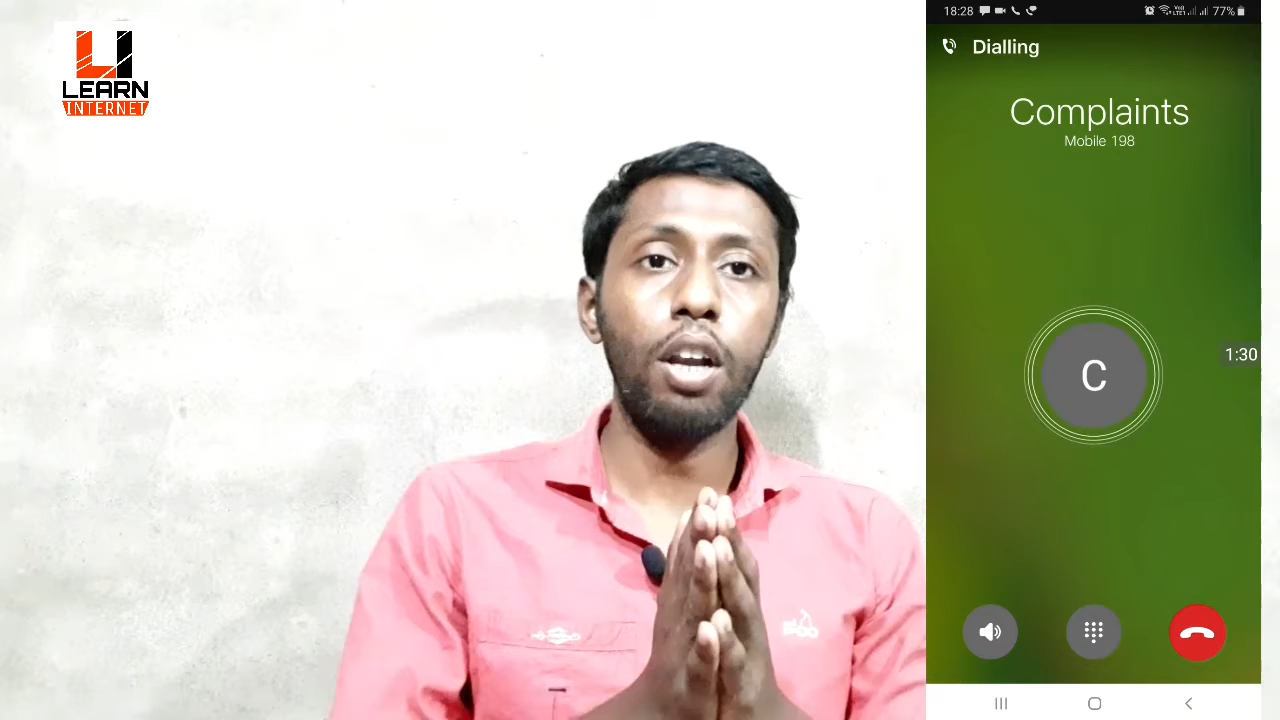 LEARN
INTERNET
18:28
77%
Dialling
Complaints
Mobile 198
C
1:30